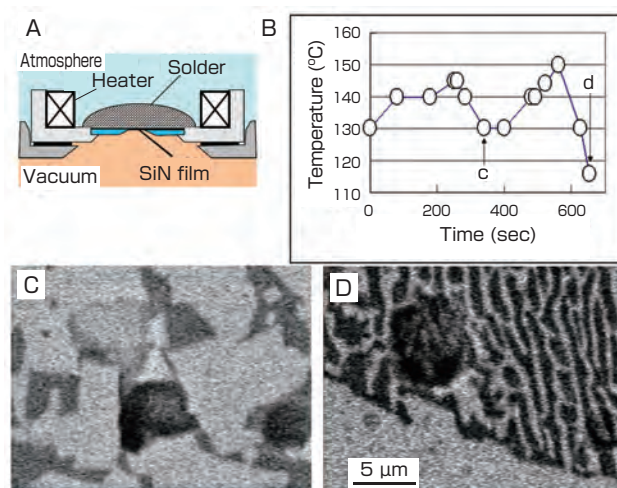 A
Atmosphere
Heater
Solder
SiN film
Vacuum
B
Temperature (ºC)
160
150
140
130
120
110
0
200
400
600
c
d
Time (sec)
C
D
5 µm